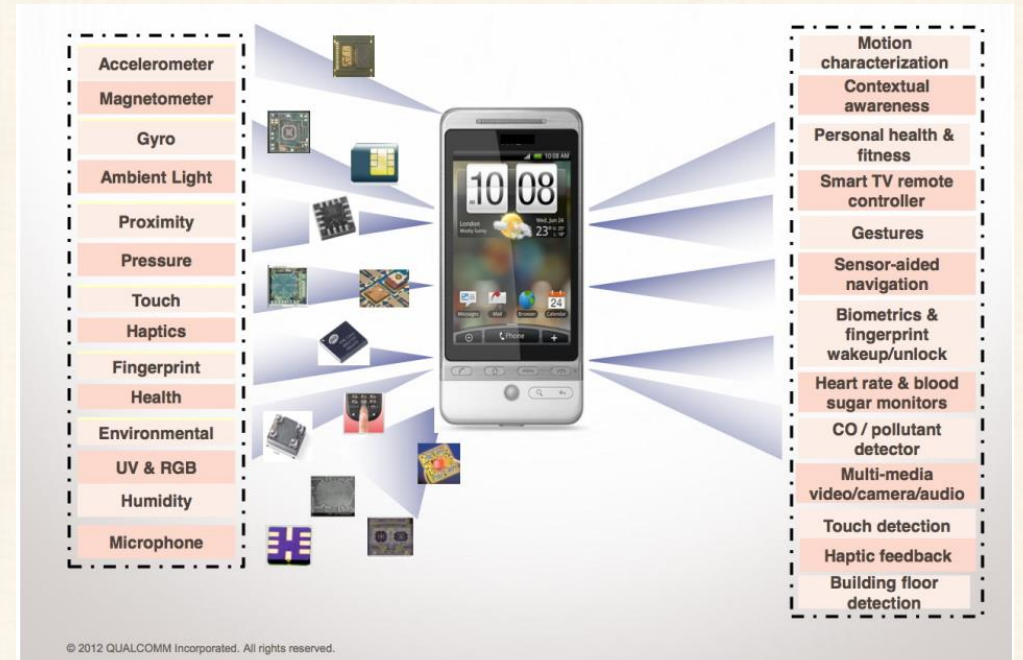 Accelerometer
Magnetometer
Gyro
Ambient Light
Proximity
Pressure
Touch
Haptics
Fingerprint
Health
Environmental
UV & RGB
Humidity
Microphone
10:08 AM
10 08
London
Mostly Sunny
Wed, Jun 24
23°
Messages
Mail
Browser
24
Calendar
Phone
MENU
Motion
characterization
Contextual
awareness
Personal health &
fitness
Smart TV remote
controller
Gestures
Sensor-aided
navigation
Biometrics &
fingerprint
wakeup/unlock
Heart rate & blood
sugar monitors
CO / pollutant
detector
Multi-media
video/camera/audio
Touch detection
Haptic feedback
Building floor
detection
© 2012 QUALCOMM Incorporated. All rights reserved.